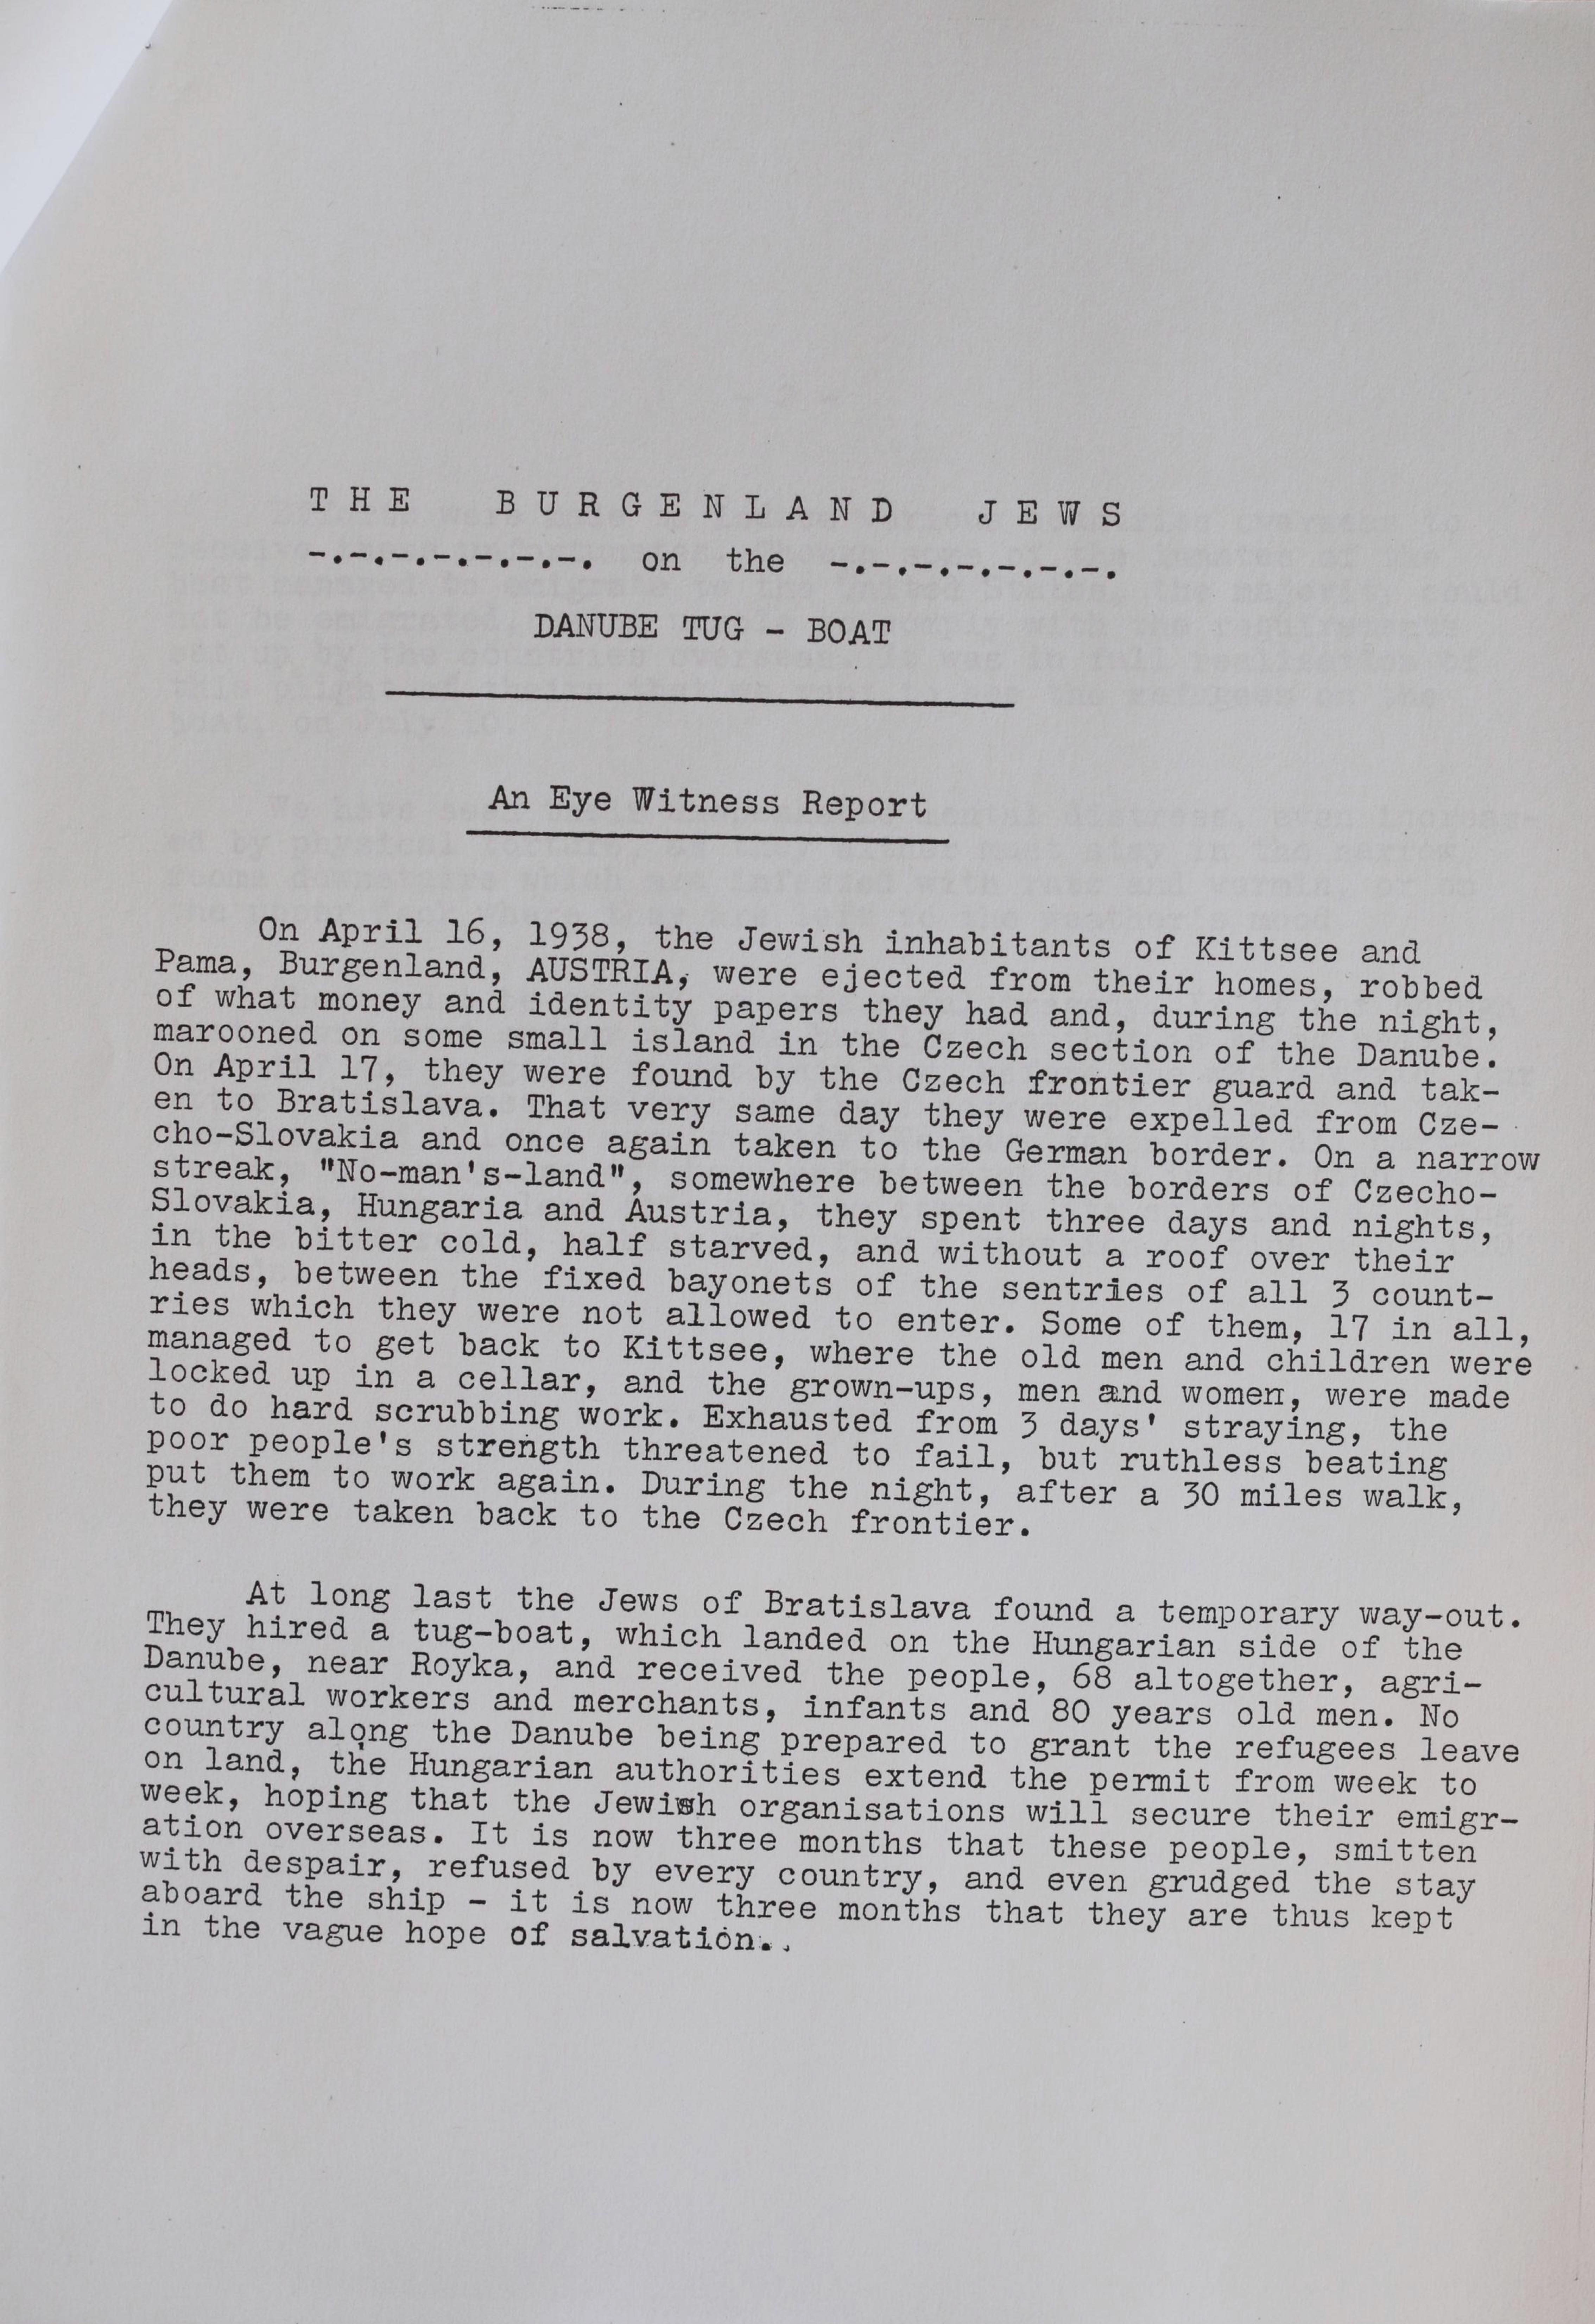 THE BURGENLAND JEWS
-.-.-.-.-.-.-. on the -.-.-.-.-.-.-.
DANUBE TUG - BOAT
An Eye Witness Report
On April 16, 1938, the Jewish inhabitants of Kittsee and
Pama, Burgenland, AUSTRIA, were ejected from their homes, robbed
of what money and identity papers they had and, during the night,
marooned on some small island in the Czech section of the Danube.
On April 17, they were found by the Czech frontier guard and tak-
en to Bratislava. That very same day they were expelled from Cze-
cho-Slovakia and once again taken to the German border. On a narrow
streak, "No-man's-land", somewhere between the borders of Czecho-
Slovakia, Hungaria and Austria, they spent three days and nights,
in the bitter cold, half starved, and without a roof over their
heads, between the fixed bayonets of the sentries of all 3 count-
ries which they were not allowed to enter. Some of them, 17 in all,
managed to get back to Kittsee, where the old men and children were
locked up in a cellar, and the grown-ups, men and women, were made
to do hard scrubbing work. Exhausted from 3 days' straying, the
poor people's strength threatened to fail, but ruthless beating
put them to work again. During the night, after a 30 miles walk,
they were taken back to the Czech frontier.
At long last the Jews of Bratislava found a temporary way-out.
They hired a tug-boat, which landed on the Hungarian side of the
Danube, near Royka, and received the people, 68 altogether, agri-
cultural workers and merchants, infants and 80 years old men. No
country along the Danube being prepared to grant the refugees leave
on land, the Hungarian authorities extend the permit from week to
week, hoping that the Jewish organisations will secure their emigr-
ation overseas. It is now three months that these people, smitten
with despair, refused by every country, and even grudged the stay
aboard the ship - it is now three months that they are thus kept
in the vague hope of salvation..